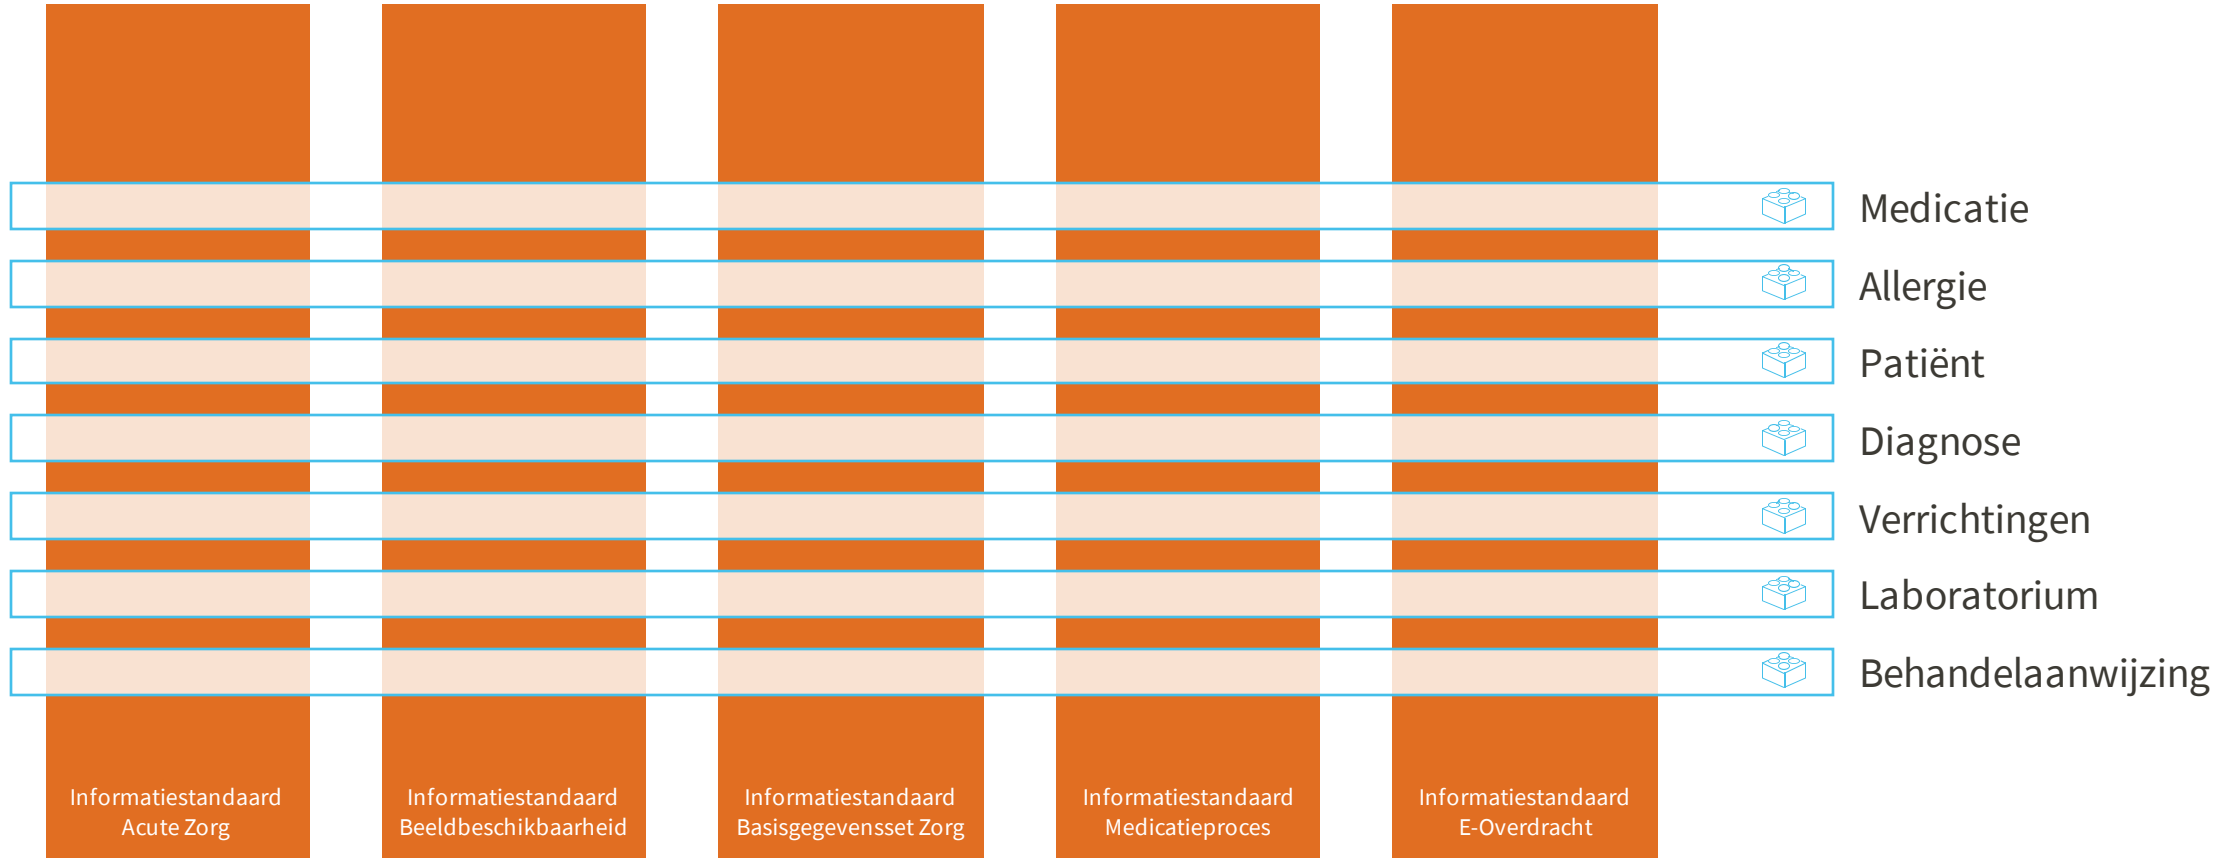 Medicatie
Allergie
Patiënt
Diagnose
Verrichtingen
Laboratorium
Behandelaanwijzing
Informatiestandaard
Acute Zorg
Informatiestandaard
Beeldbeschikbaarheid
Informatiestandaard
Basisgegevensset Zorg
Informatiestandaard
Medicatieproces
Informatiestandaard
E-Overdracht